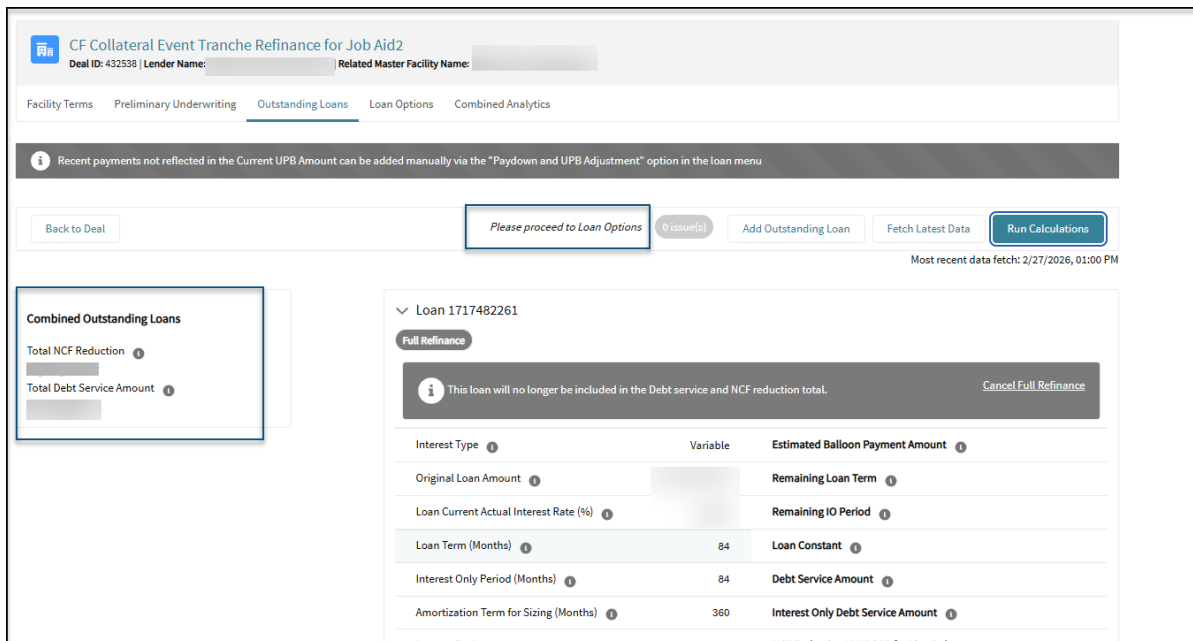 CF Collateral Event Tranche Refinance for Job Aid2
Deal ID: 432538 | Lender Name: | Related Master Facility Name:
Facility Terms Preliminary Underwriting Outstanding Loans Loan Options Combined Analytics
Recent payments not reflected in the Current UPB Amount can be added manually via the "Paydown and UPB Adjustment" option in the loan menu
Back to Deal Please proceed to Loan Options 0 issue(s) Add Outstanding Loan Fetch Latest Data Run Calculations
Most recent data fetch: 2/27/2026, 01:00 PM
Combined Outstanding Loans
Total NCF Reduction
Total Debt Service Amount
Loan 1717482261
Full Refinance
This loan will no longer be included in the Debt service and NCF reduction total. Cancel Full Refinance
Interest Type Variable Estimated Balloon Payment Amount
Original Loan Amount Remaining Loan Term
Loan Current Actual Interest Rate (%) Remaining IO Period
Loan Term (Months) 84 Loan Constant
Interest Only Period (Months) 84 Debt Service Amount
Amortization Term for Sizing (Months) 360 Interest Only Debt Service Amount